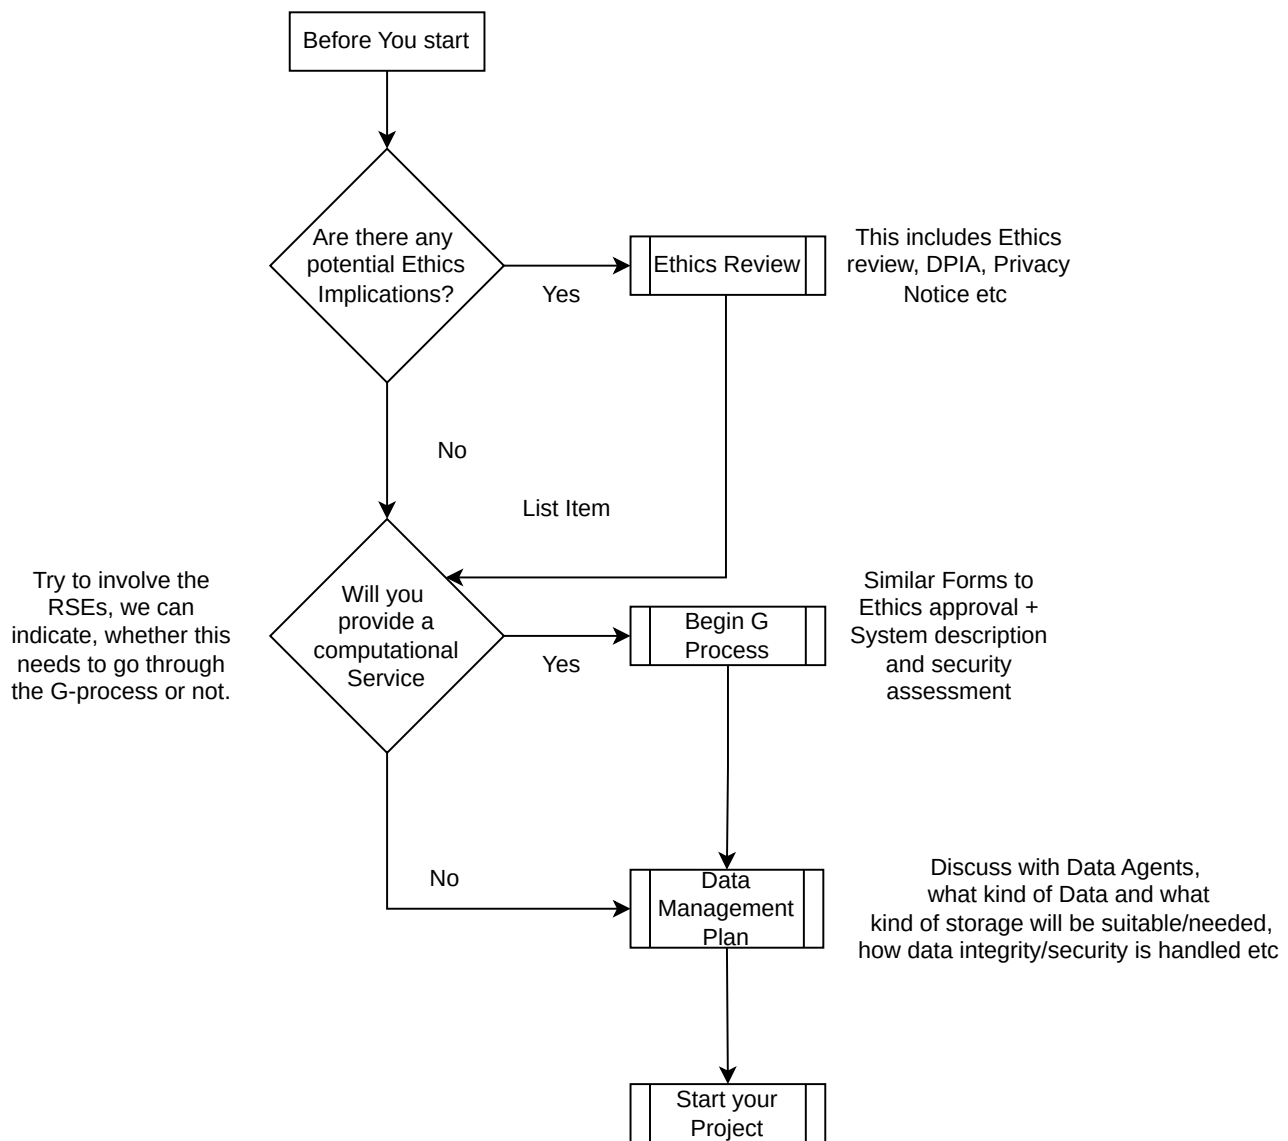 Before You start
Are there any
potential Ethics
Implications?
Yes
Ethics Review
This includes Ethics
review, DPIA, Privacy
Notice etc
No
List Item
Try to involve the
RSEs, we can
indicate, whether this
needs to go through
the G-process or not.
Will you
provide a
computational
Service
Yes
Begin G
Process
Similar Forms to
Ethics approval +
System description
and security
assessment
No
Data
Management
Plan
Discuss with Data Agents,
what kind of Data and what
kind of storage will be suitable/needed,
how data integrity/security is handled etc
Start your
Project